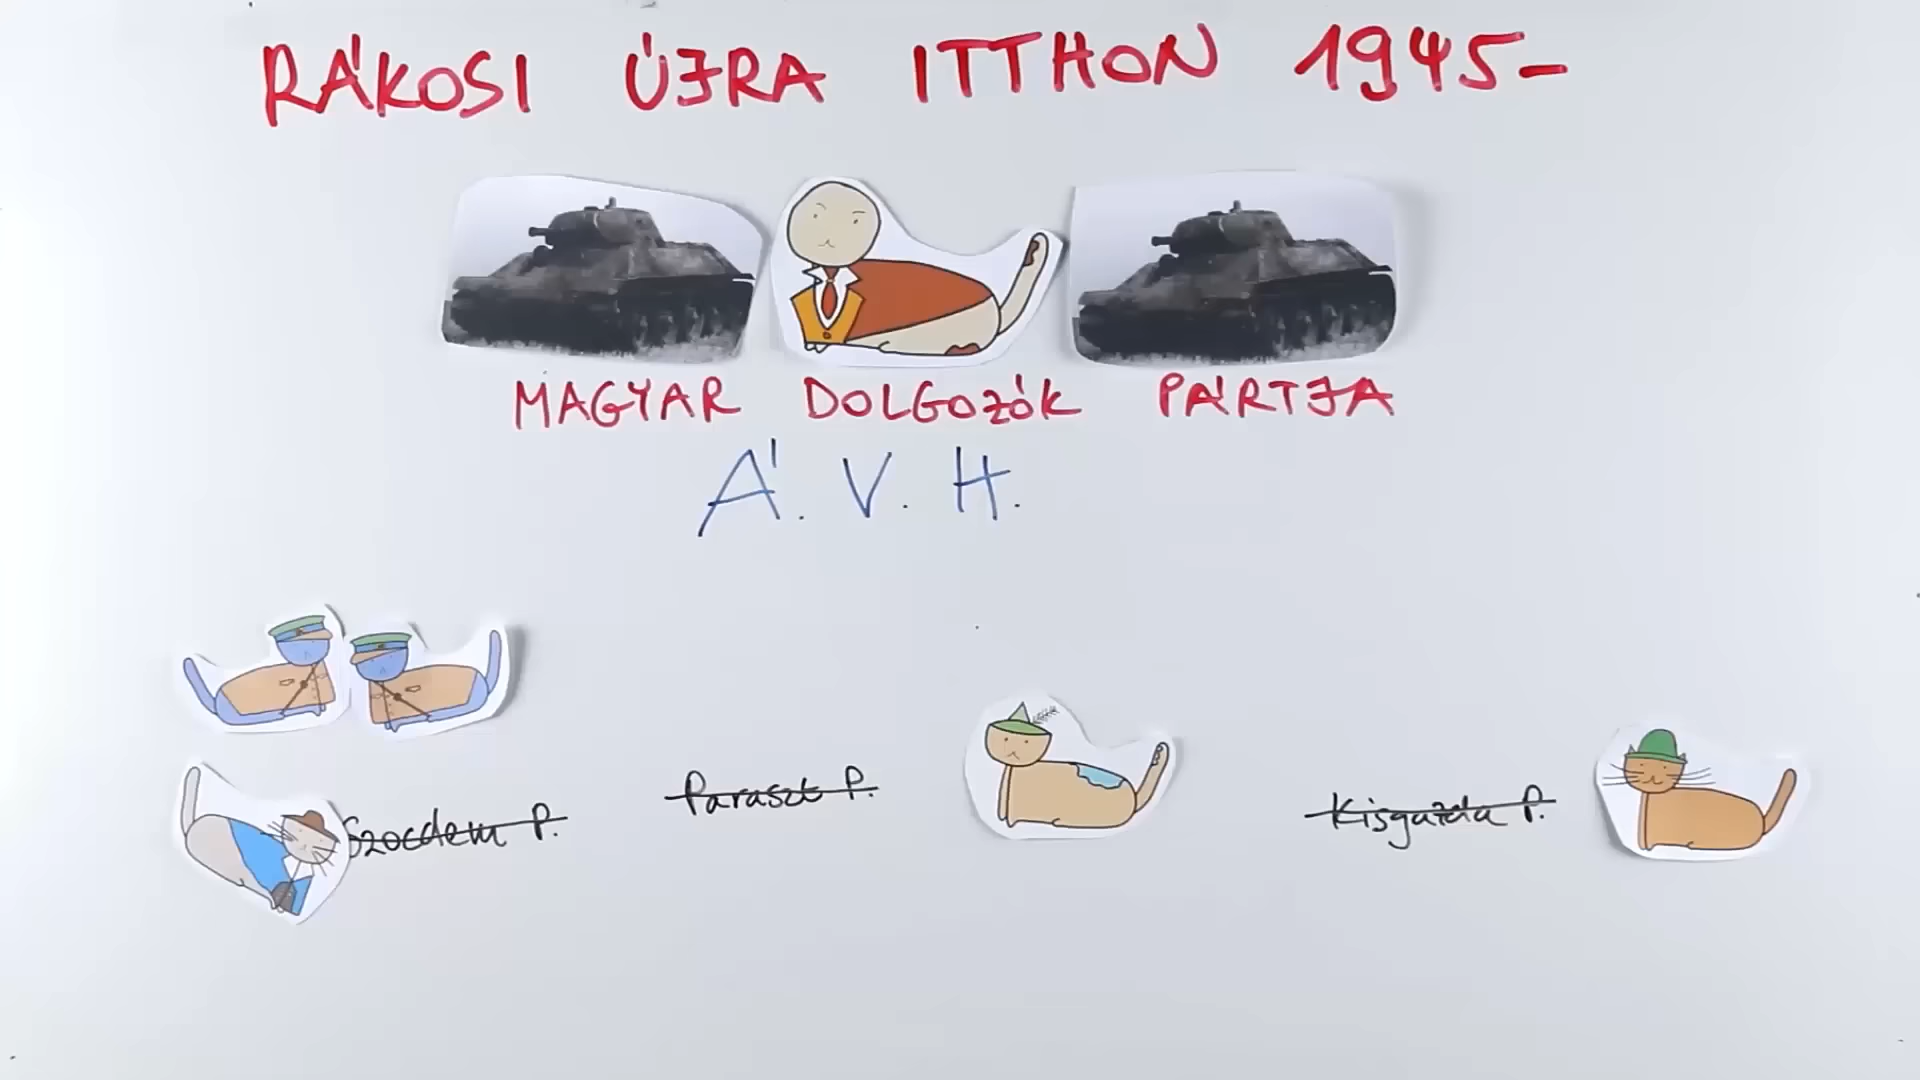 RÁKOSI ÚJRA ITTHON 1945-
MAGYAR DOLGOZÓK PÁRTJA
Á. V. H.
Szocdem P.
Paraszt P.
Kisgazda P.